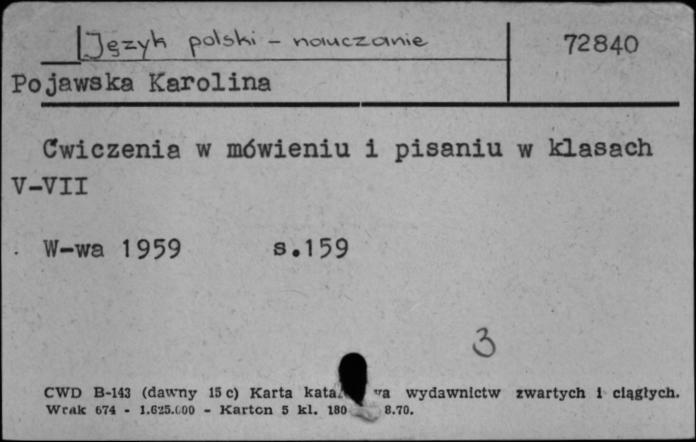 Język polski - nauczanie
72840
Pojawska Karolina
Ćwiczenia w mówieniu i pisaniu w klasach
V-VII
W-wa 1959 s.159
3
CWD B-143 (dawny 15 c) Karta kata wa wydawnictw zwartych i ciągłych.
Wrak 674 - 1.625.000 - Karton 5 kl. 180 8.70.